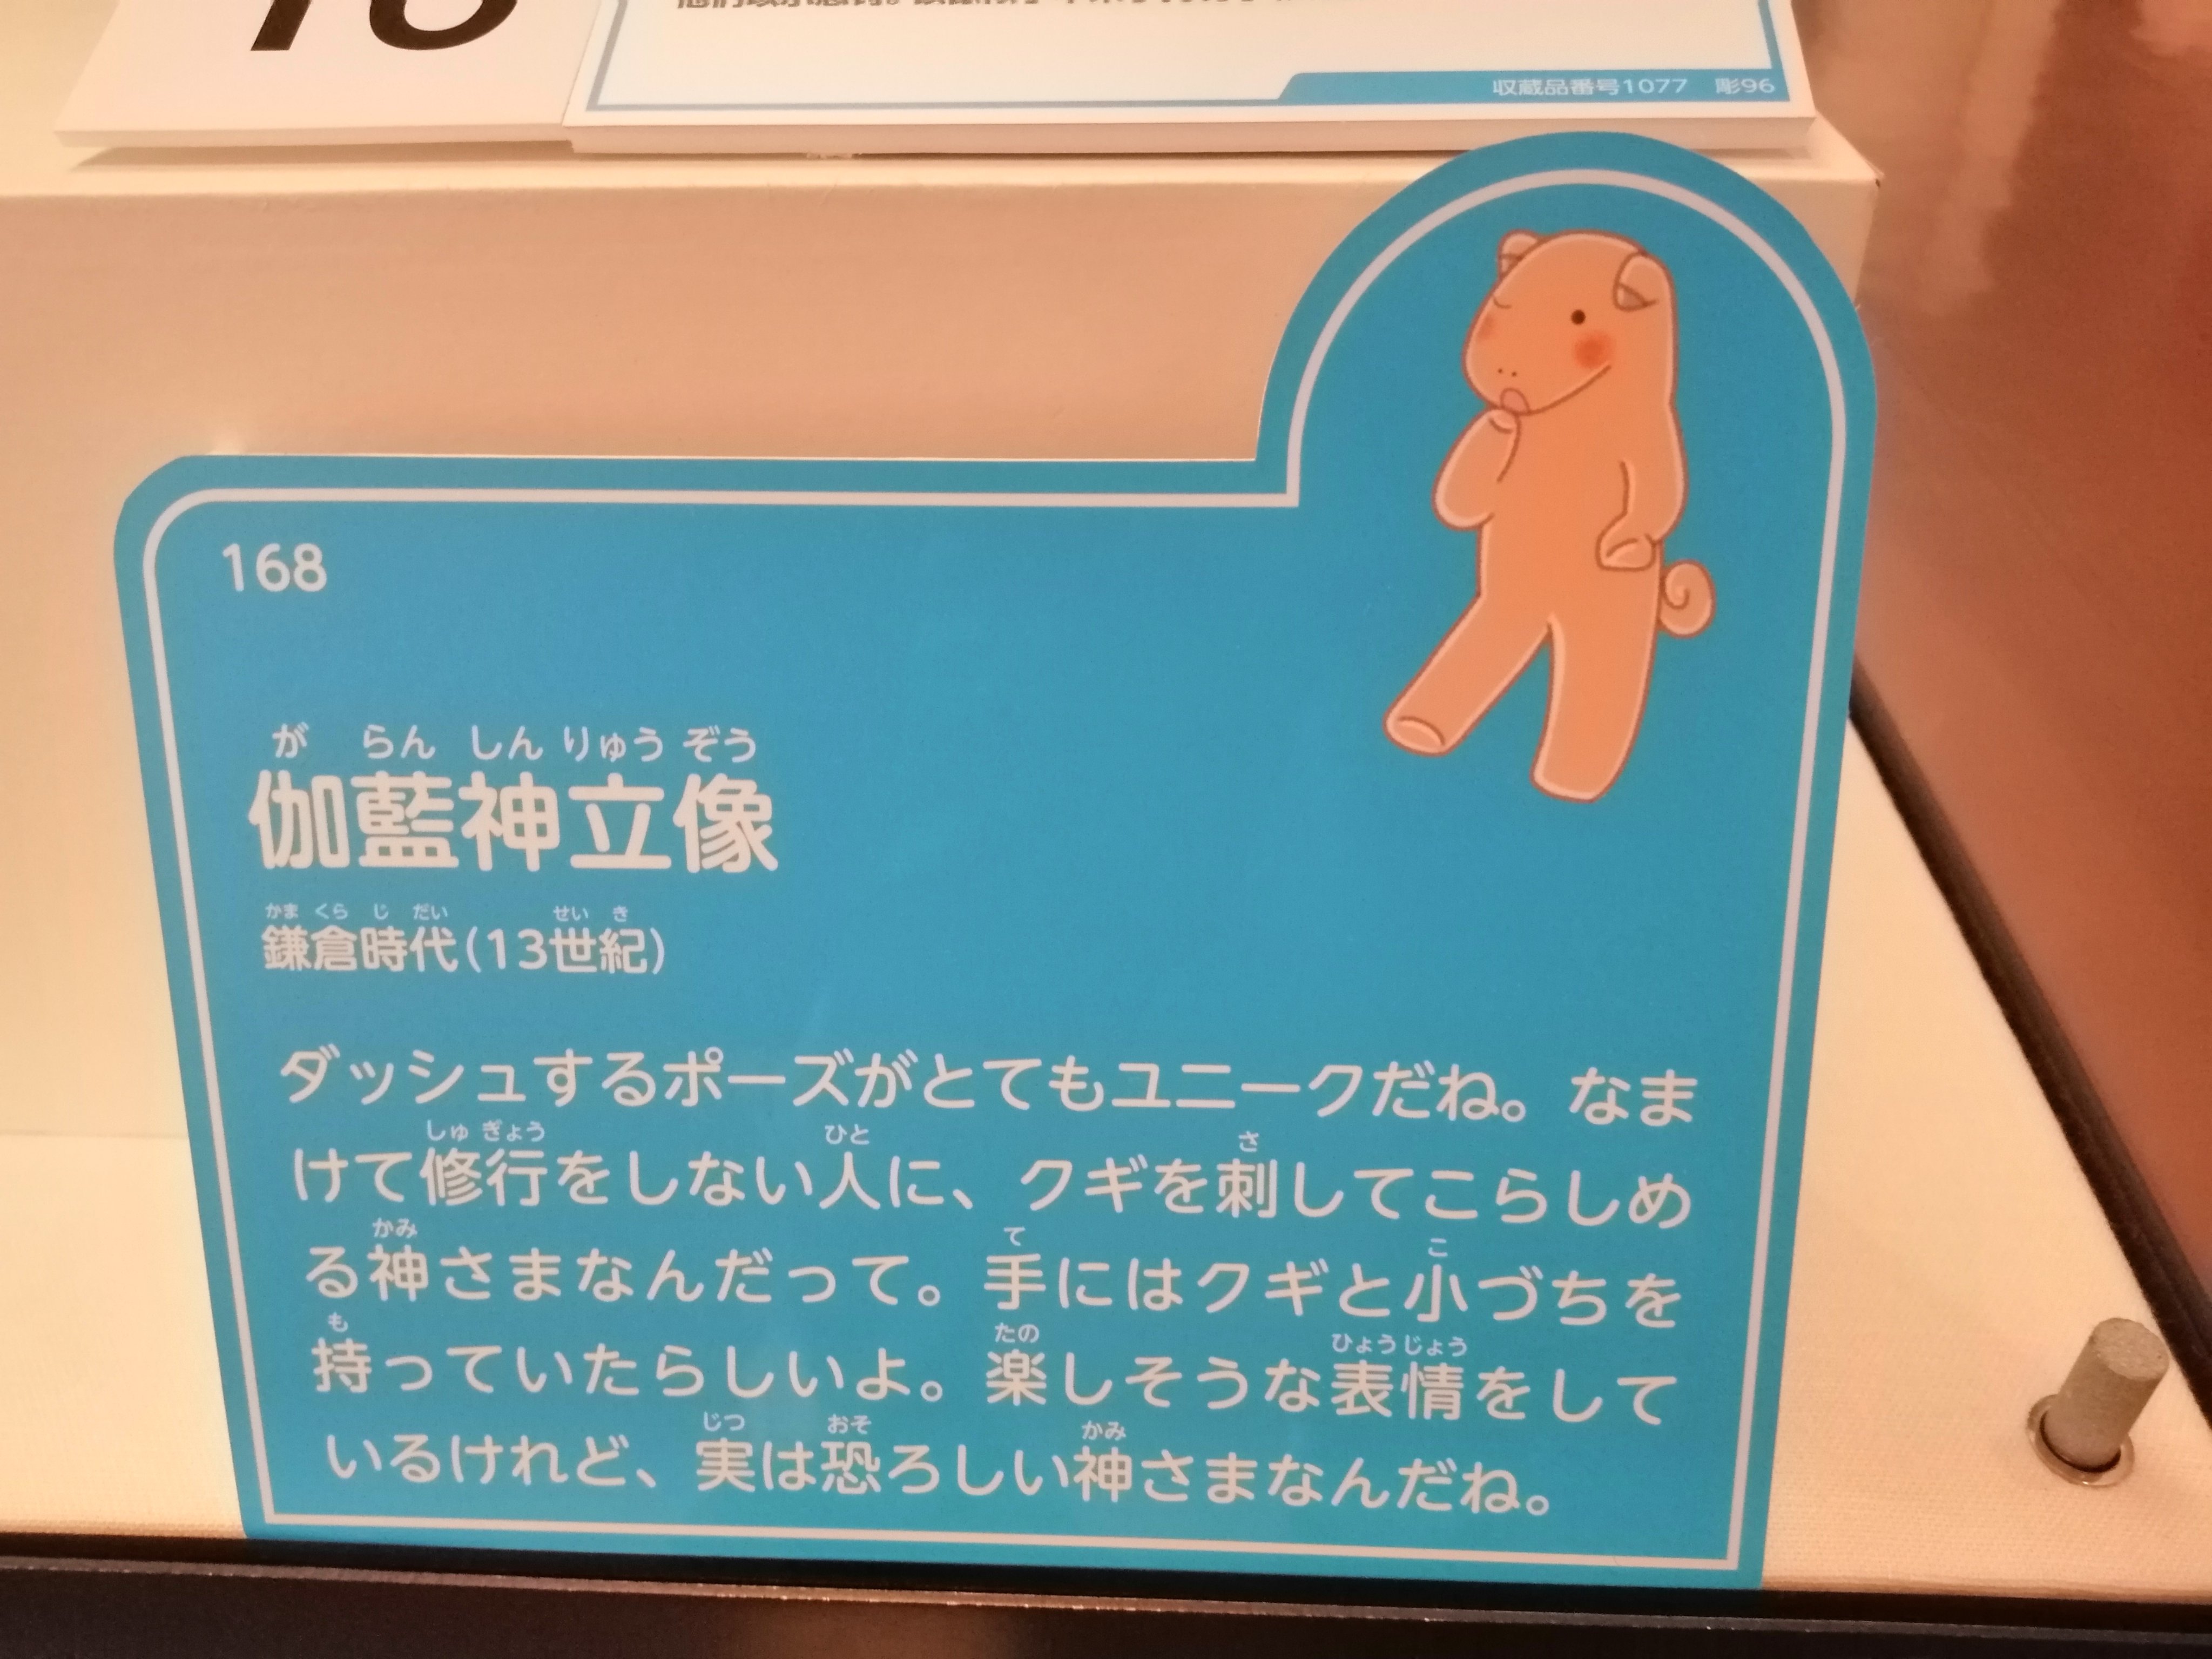 収蔵品番号1077 彫96
168
が らん しん りゅう ぞう
伽藍神立像
かま くら じ だい せい き
鎌倉時代(13世紀)
ダッシュするポーズがとてもユニークだね。なま
しゅ ぎょう ひと さ
けて修行をしない人に、クギを刺してこらしめ
かみ て こ
る神さまなんだって。手にはクギと小づちを
も たの ひょうじょう
持っていたらしいよ。楽しそうな表情をして
じつ おそ かみ
いるけれど、実は恐ろしい神さまなんだね。